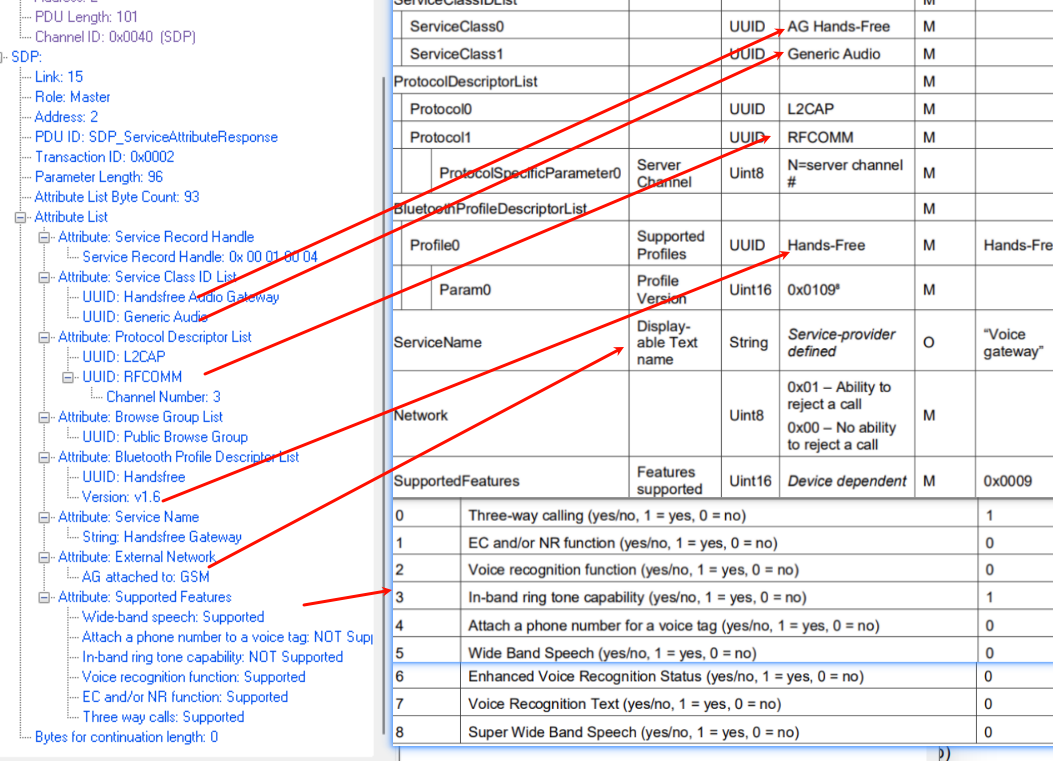 PDU Length: 101
Channel ID: 0x0040 (SDP)
SDP:
Link: 15
Role: Master
Address: 2
PDU ID: SDP_ServiceAttributeResponse
Transaction ID: 0x0002
Parameter Length: 96
Attribute List Byte Count: 93
Attribute List
Attribute: Service Record Handle
Service Record Handle: 0x 00 01 00 04
Attribute: Service Class ID List
UUID: Handsfree Audio Gateway
UUID: Generic Audio
Attribute: Protocol Descriptor List
UUID: L2CAP
UUID: RFCOMM
Channel Number: 3
Attribute: Browse Group List
UUID: Public Browse Group
Attribute: Bluetooth Profile Descriptor List
UUID: Handsfree
Version: v1.6
Attribute: Service Name
String: Handsfree Gateway
Attribute: External Network
AG attached to: GSM
Attribute: Supported Features
Wide-band speech: Supported
Attach a phone number to a voice tag: NOT Supp
In-band ring tone capability: NOT Supported
Voice recognition function: Supported
EC and/or NR function: Supported
Three way calls: Supported
Bytes for continuation length: 0
ServiceClassIDList M
ServiceClass0 UUID AG Hands-Free M
ServiceClass1 UUID Generic Audio M
ProtocolDescriptorList M
Protocol0 UUID L2CAP M
Protocol1 UUID RFCOMM M
ProtocolSpecificParameter0 Server Channel Uint8 N=server channel # M
BluetoothProfileDescriptorList M
Profile0 Supported Profiles UUID Hands-Free M Hands-Fre
Param0 Profile Version Uint16 0x0109⁸ M
ServiceName Display-able Text name String Service-provider defined O “Voice gateway”
Network Uint8 0x01 – Ability to reject a call M
0x00 – No ability to reject a call
SupportedFeatures Features supported Uint16 Device dependent M 0x0009
0 Three-way calling (yes/no, 1 = yes, 0 = no) 1
1 EC and/or NR function (yes/no, 1 = yes, 0 = no) 0
2 Voice recognition function (yes/no, 1 = yes, 0 = no) 0
3 In-band ring tone capability (yes/no, 1 = yes, 0 = no) 1
4 Attach a phone number for a voice tag (yes/no, 1 = yes, 0 = no) 0
5 Wide Band Speech (yes/no, 1 = yes, 0 = no) 0
6 Enhanced Voice Recognition Status (yes/no, 1 = yes, 0 = no) 0
7 Voice Recognition Text (yes/no, 1 = yes, 0 = no) 0
8 Super Wide Band Speech (yes/no, 1 = yes, 0 = no) 0